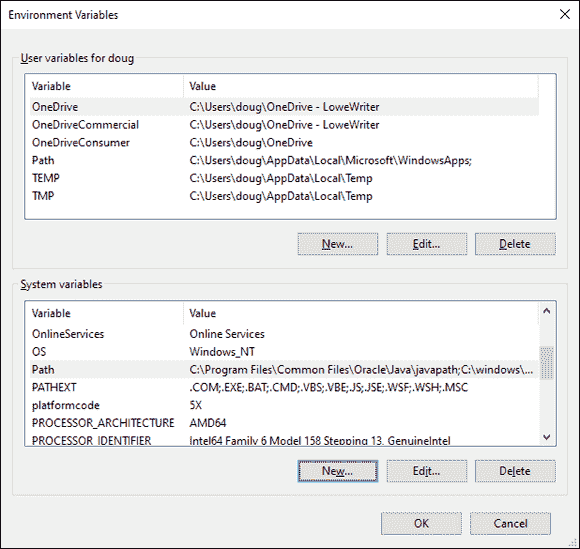 Environment Variables
User variables for doug
Variable Value
OneDrive C:\Users\doug\OneDrive - LoweWriter
OneDriveCommercial C:\Users\doug\OneDrive - LoweWriter
OneDriveConsumer C:\Users\doug\OneDrive
Path C:\Users\doug\AppData\Local\Microsoft\WindowsApps;
TEMP C:\Users\doug\AppData\Local\Temp
TMP C:\Users\doug\AppData\Local\Temp
New... Edit... Delete
System variables
Variable Value
OnlineServices Online Services
OS Windows_NT
Path C:\Program Files\Common Files\Oracle\Java\javapath;C:\windows\...
PATHEXT .COM;.EXE;.BAT;.CMD;.VBS;.VBE;.JS;.JSE;.WSF;.WSH;.MSC
platformcode 5X
PROCESSOR_ARCHITECTURE AMD64
PROCESSOR_IDENTIFIER Intel64 Family 6 Model 158 Stepping 13, GenuineIntel
New... Edit... Delete
OK Cancel